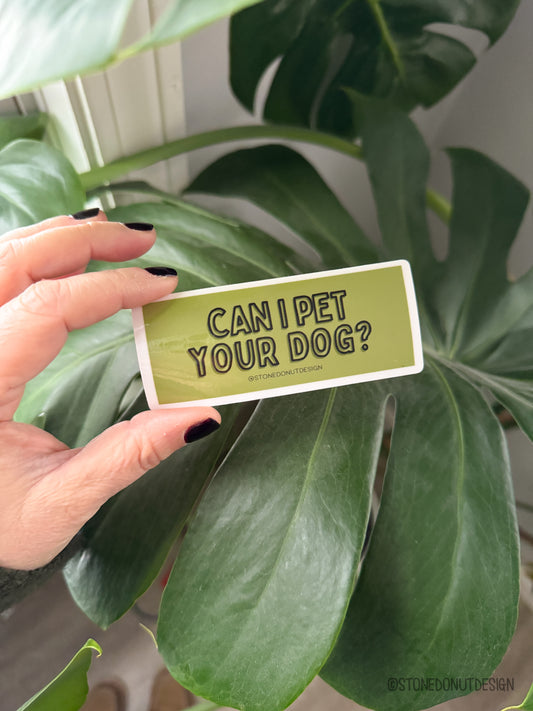 CAN I PET
YOUR DOG?
@STONEDONUTDESIGN
©STONEDONUTDESIGN